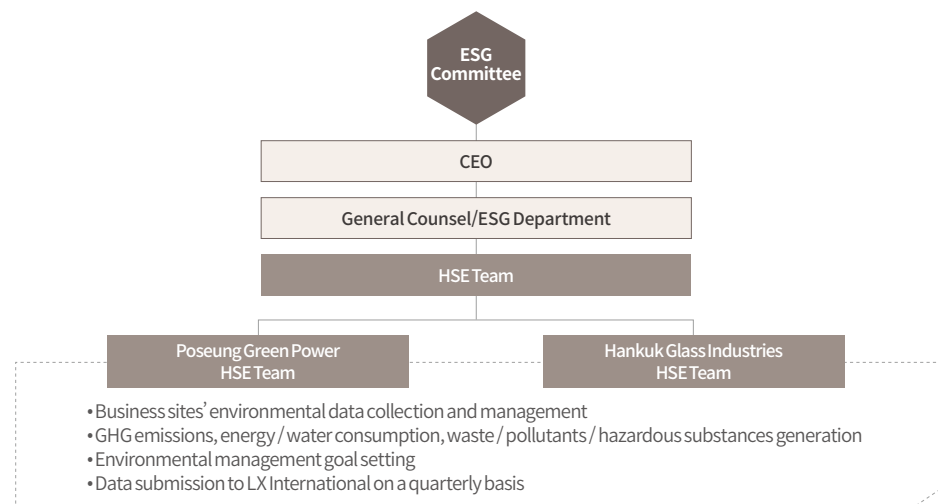 ESG
Committee
CEO
General Counsel/ESG Department
HSE Team
Poseung Green Power
HSE Team
Hankuk Glass Industries
HSE Team
• Business sites’ environmental data collection and management
• GHG emissions, energy / water consumption, waste / pollutants / hazardous substances generation
• Environmental management goal setting
• Data submission to LX International on a quarterly basis